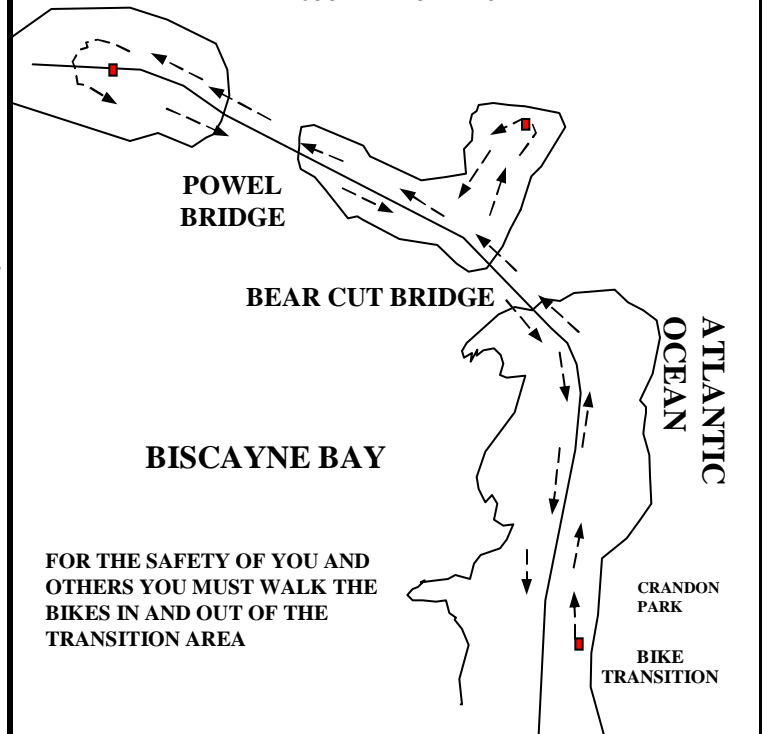 POWEL
BRIDGE
BEAR CUT BRIDGE
ATLANTIC
OCEAN
BISCAYNE BAY
FOR THE SAFETY OF YOU AND
OTHERS YOU MUST WALK THE
BIKES IN AND OUT OF THE
TRANSITION AREA
CRANDON
PARK
BIKE
TRANSITION